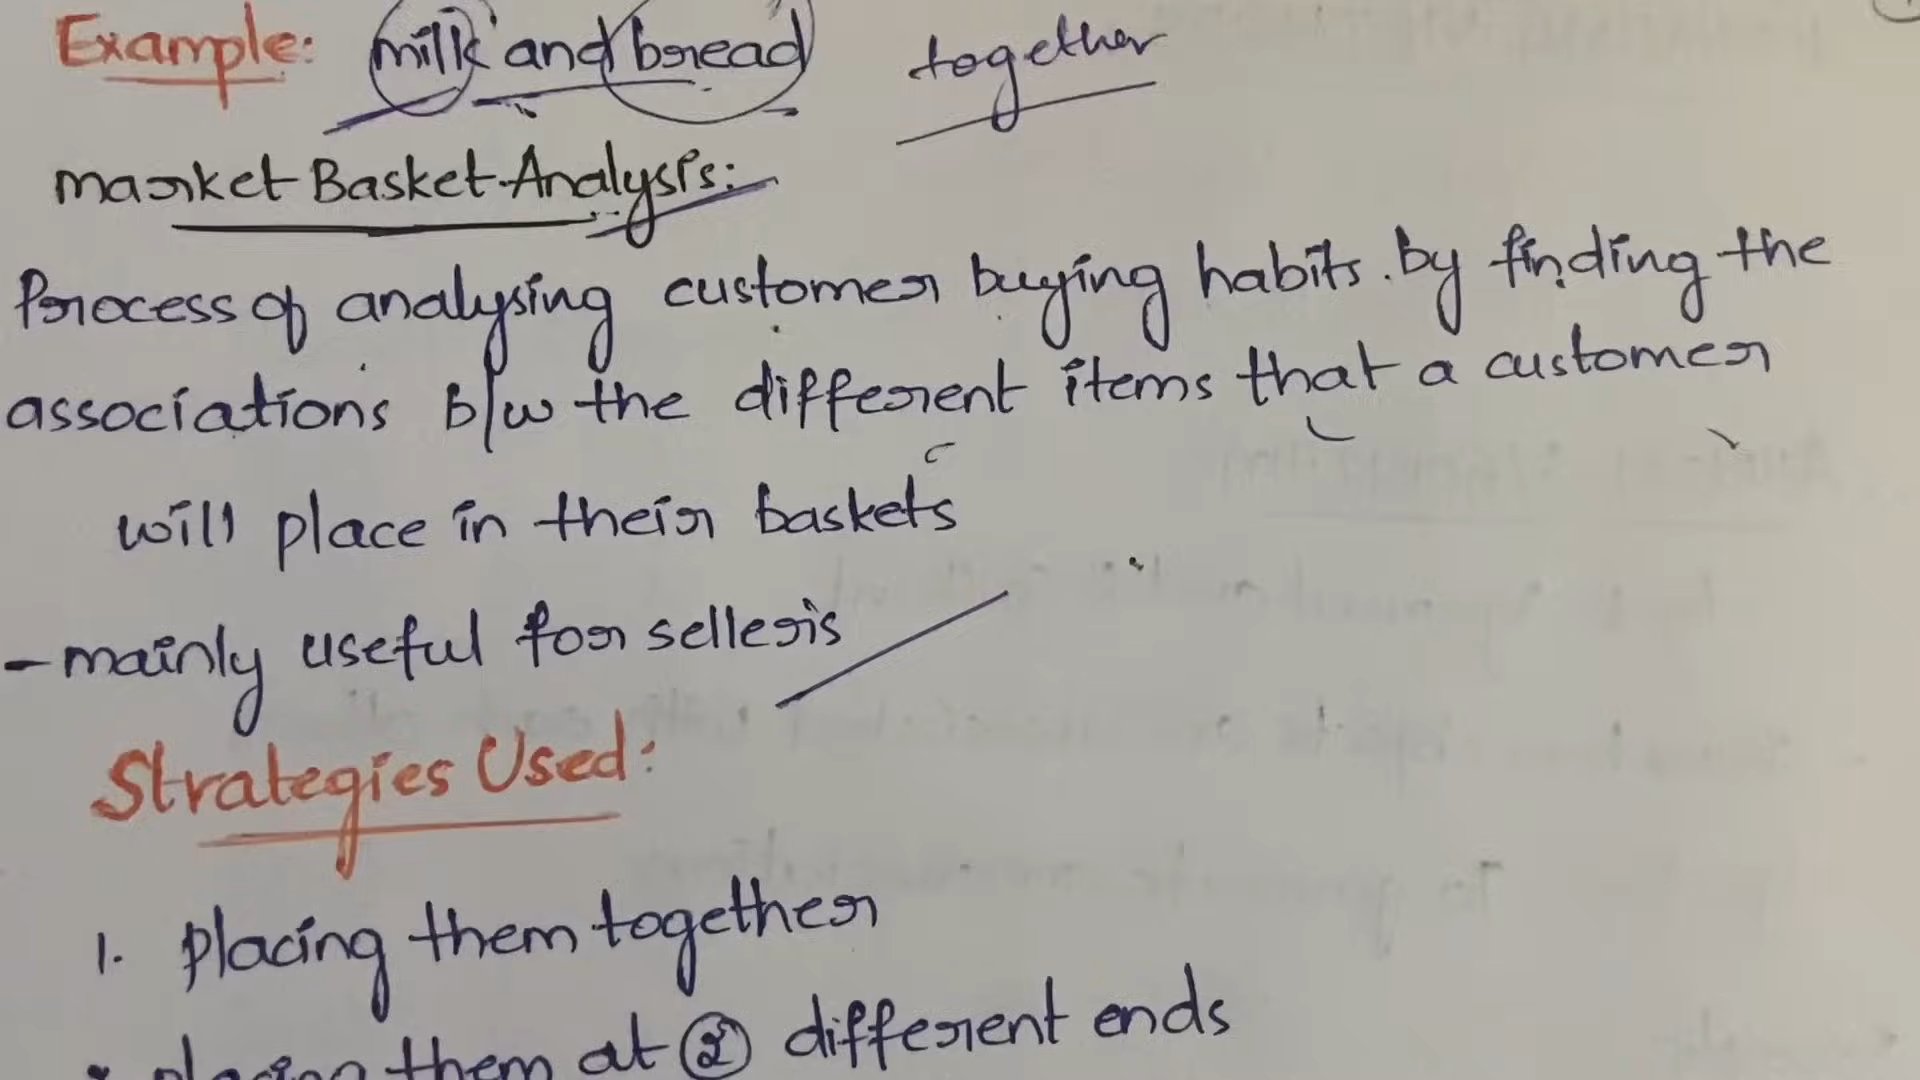 Example: milk and bread together
market Basket Analysis:
Process of analysing customer buying habits. by finding the
associations b/w the different items that a customer
will place in their baskets
- mainly useful for sellers
Strategies Used:
1. placing them together
placing them at 2 different ends